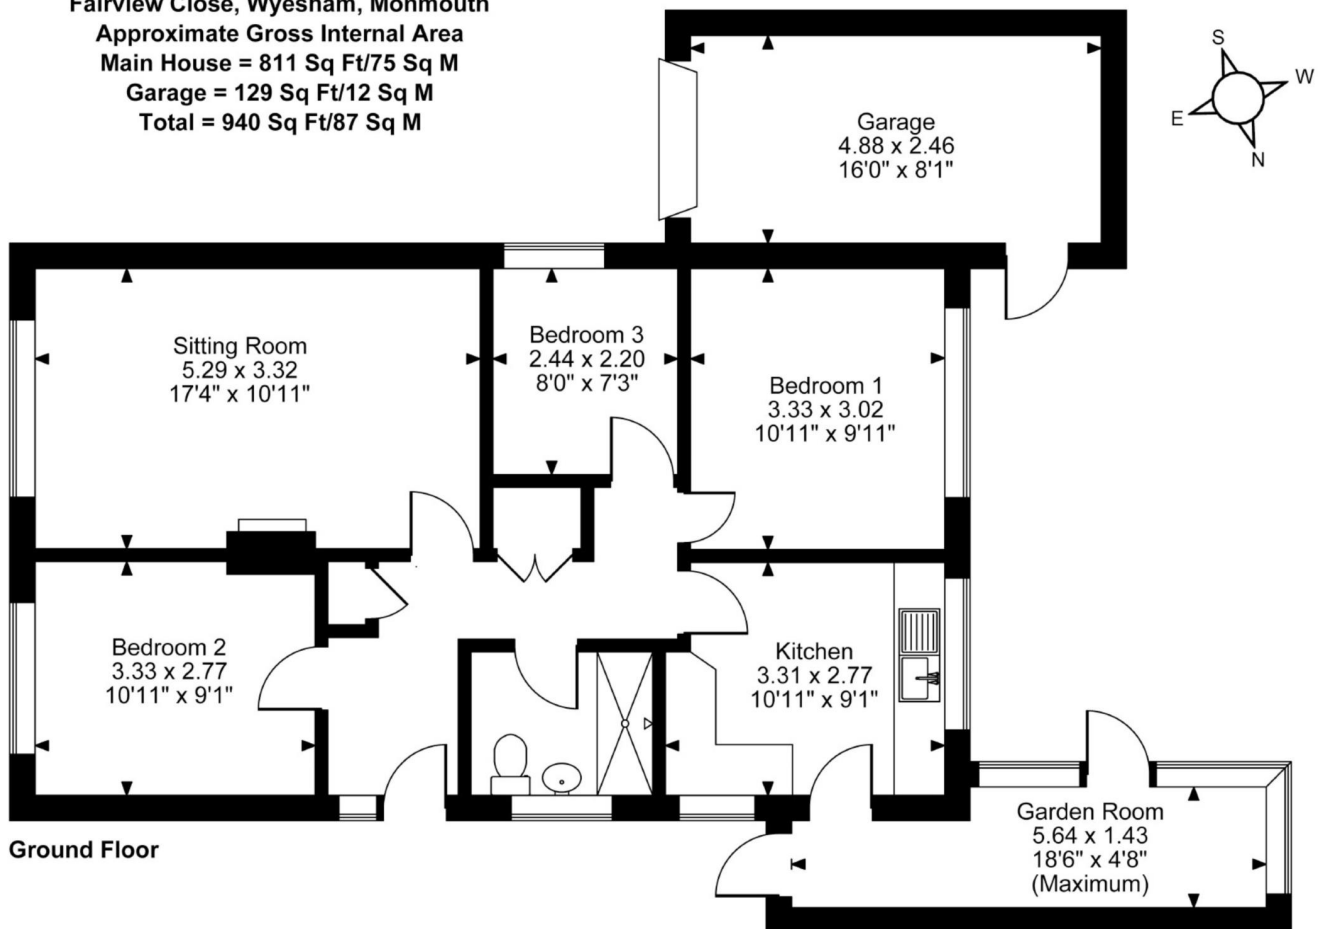 Fairview Close, Wyesham, Monmouth
Approximate Gross Internal Area
Main House = 811 Sq Ft/75 Sq M
Garage = 129 Sq Ft/12 Sq M
Total = 940 Sq Ft/87 Sq M
S
W
E
N
Garage
4.88 x 2.46
16'0" x 8'1"
Sitting Room
5.29 x 3.32
17'4" x 10'11"
Bedroom 3
2.44 x 2.20
8'0" x 7'3"
Bedroom 1
3.33 x 3.02
10'11" x 9'11"
Bedroom 2
3.33 x 2.77
10'11" x 9'1"
Kitchen
3.31 x 2.77
10'11" x 9'1"
Garden Room
5.64 x 1.43
18'6" x 4'8"
(Maximum)
Ground Floor